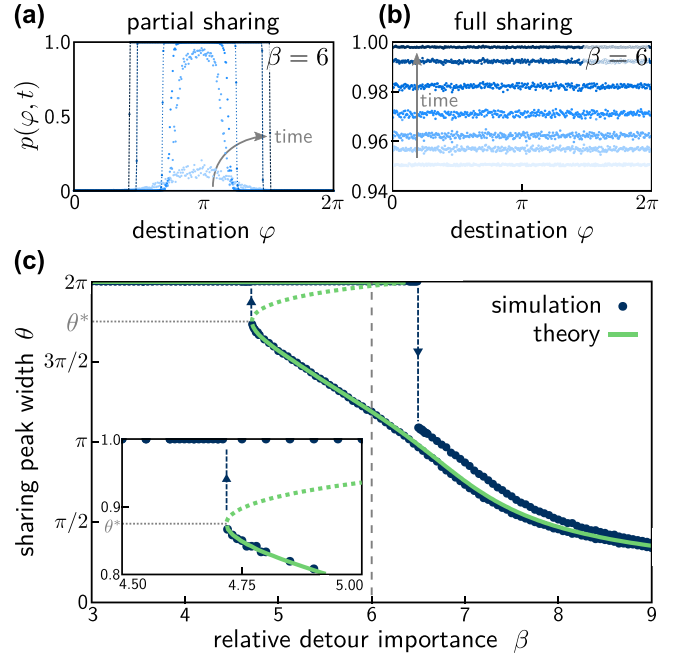 (a) partial sharing
(b) full sharing
β = 6
1.0
0.5
0
p(φ, t)
time
0
π
2π
destination φ
β = 6
1.00
0.98
0.96
0.94
time
0
π
2π
destination φ
(c)
2π
θ*
3π/2
π
π/2
0
sharing peak width θ
simulation
theory
1.0
0.9
θ*
0.8
4.50
4.75
5.00
3
4
5
6
7
8
9
relative detour importance β